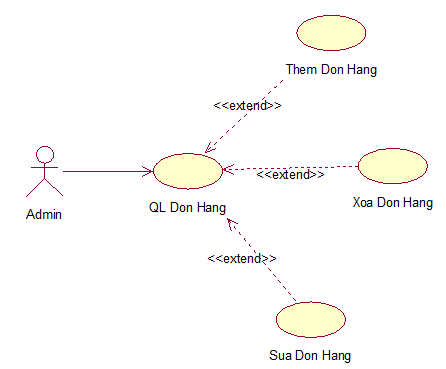 Them Don Hang
<<extend>>
<<extend>>
Xoa Don Hang
Admin
QL Don Hang
<<extend>>
Sua Don Hang